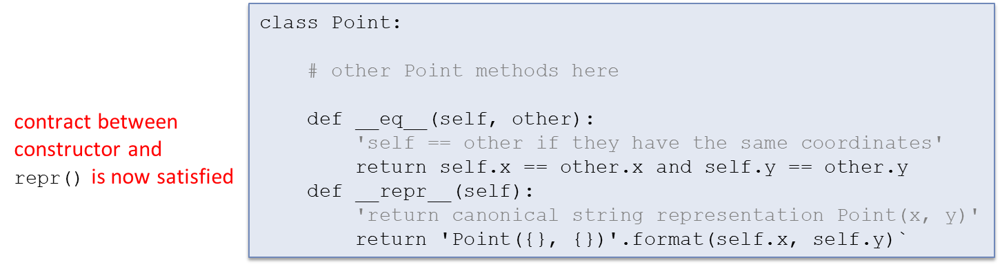 contract between
constructor and
repr() is now satisfied
class Point:
    # other Point methods here
    def __eq__(self, other):
        'self == other if they have the same coordinates'
        return self.x == other.x and self.y == other.y
    def __repr__(self):
        'return canonical string representation Point(x, y)'
        return 'Point({}, {})'.format(self.x, self.y)`